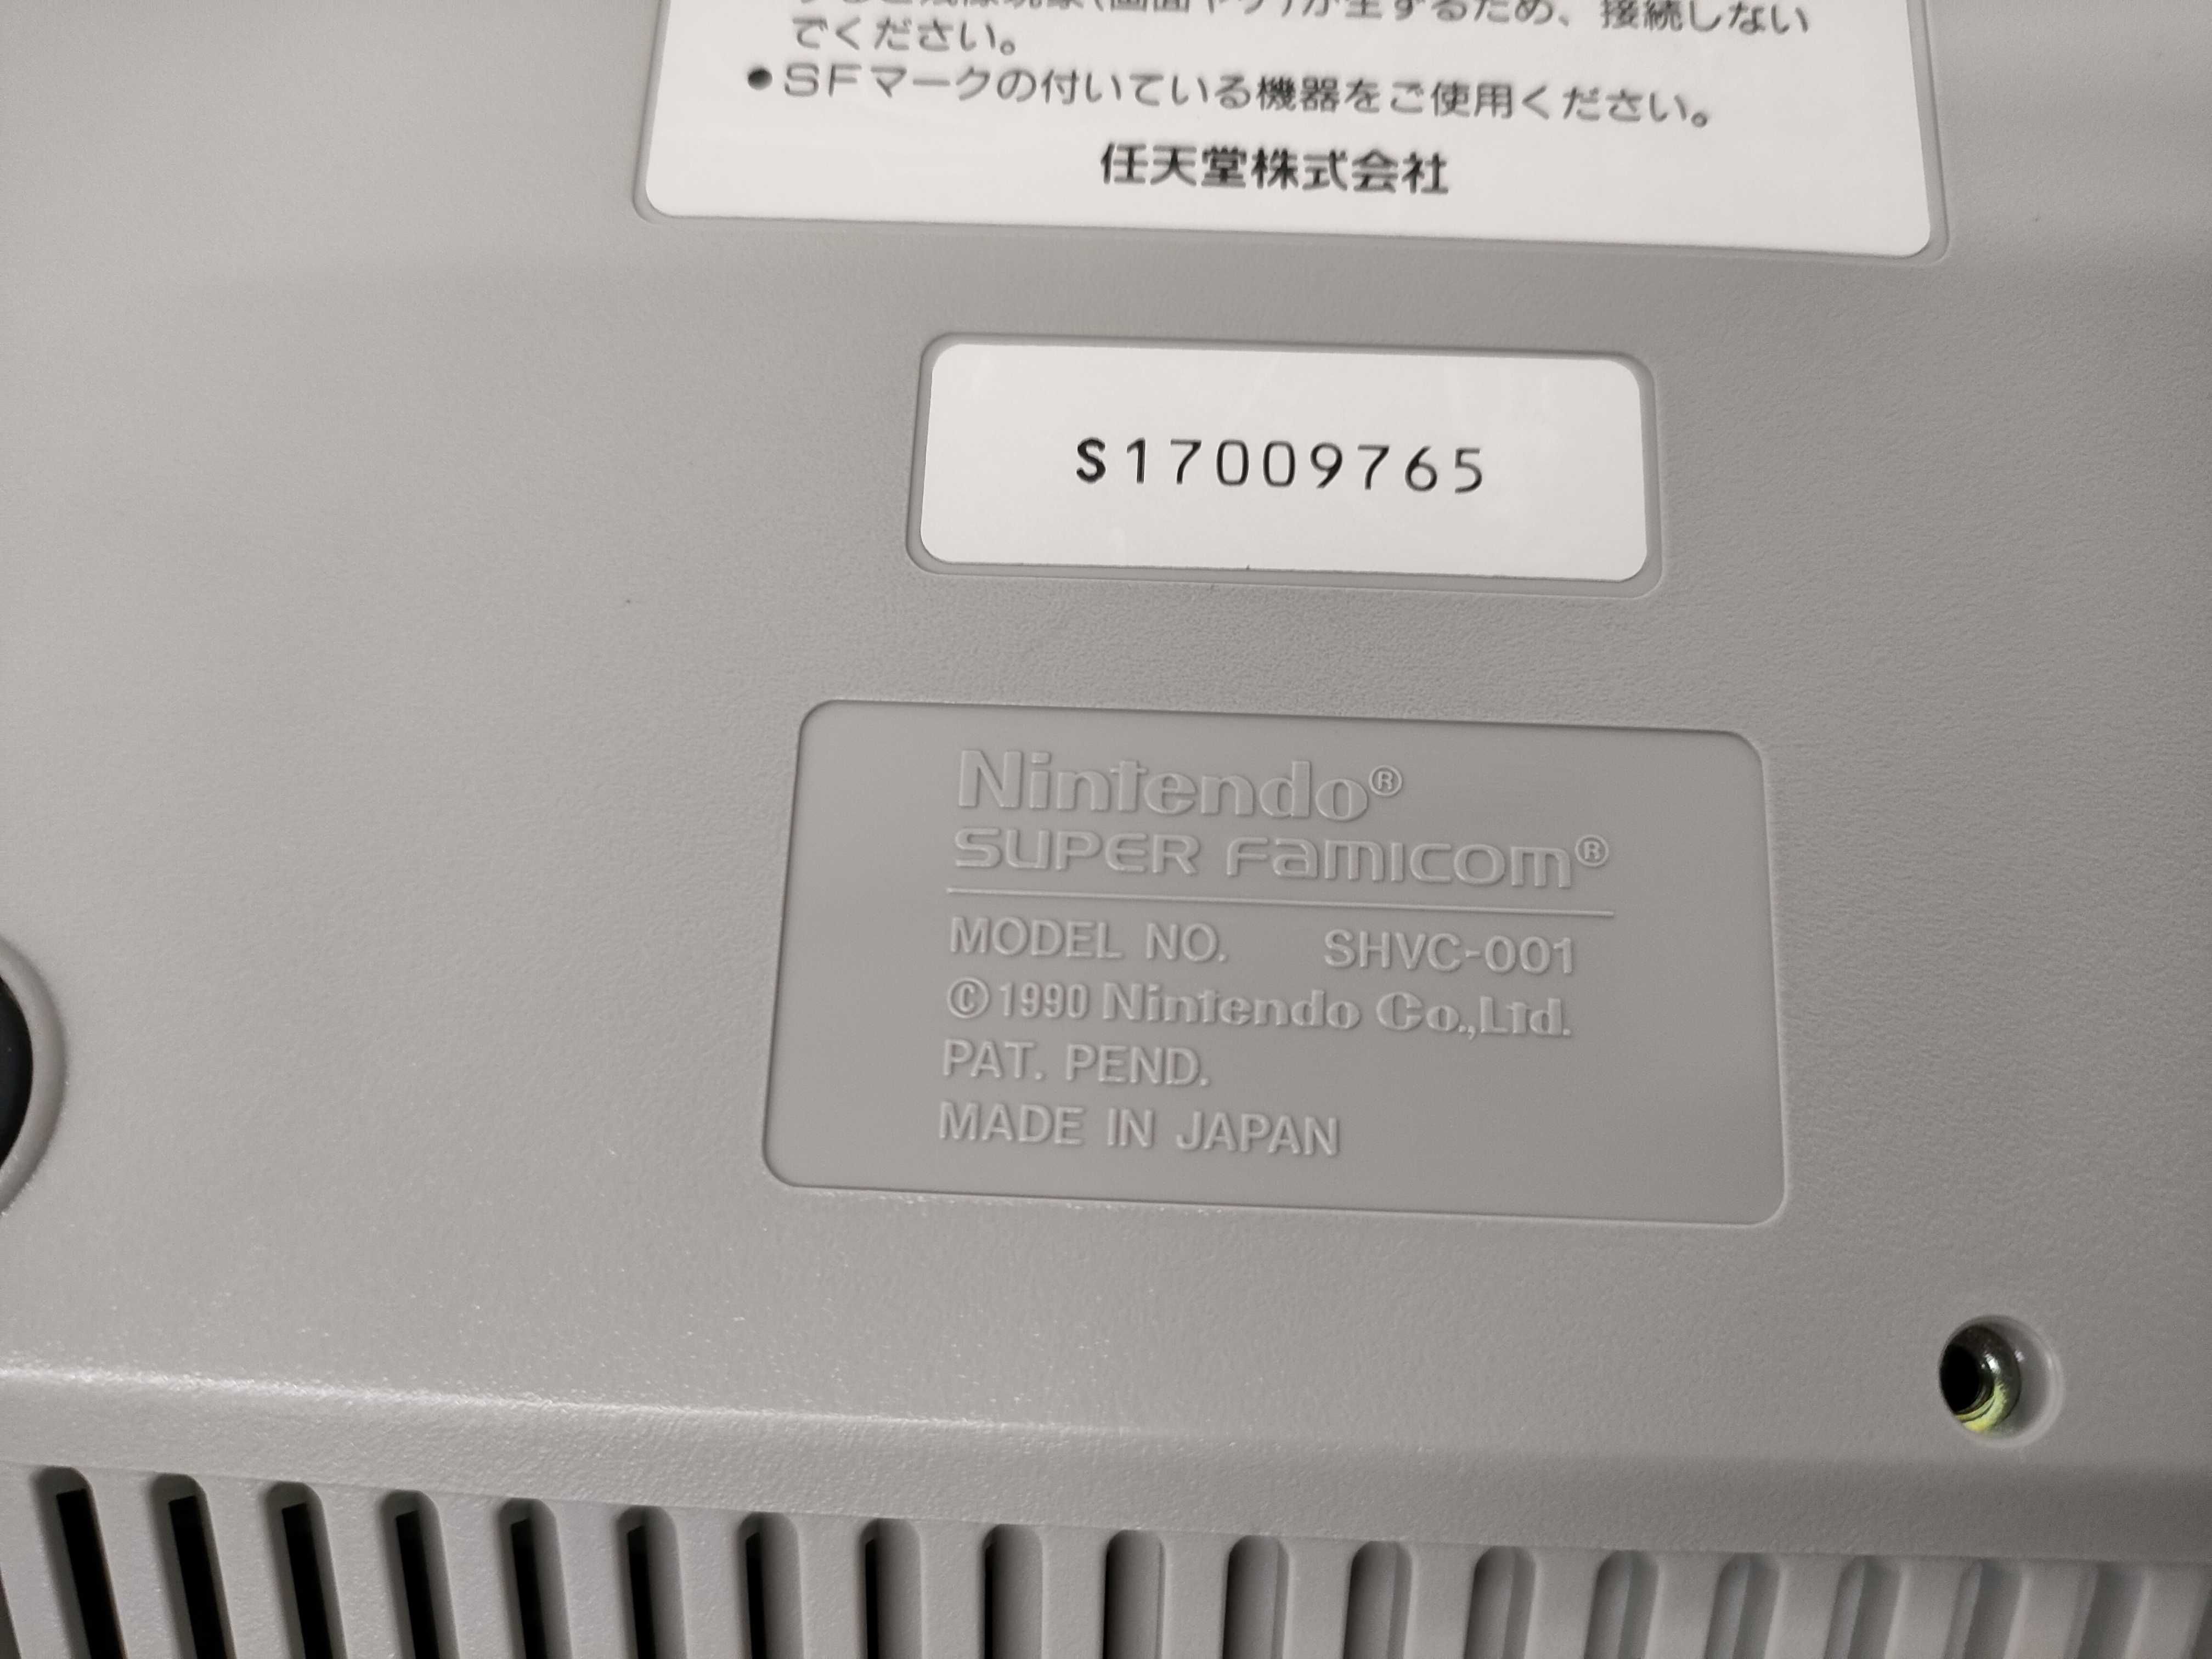 でください。
●SFマークの付いている機器をご使用ください。
任天堂株式会社
S17009765
Nintendo®
SUPER FAMICOM®
MODEL NO. SHVC-001
©1990 Nintendo Co.,Ltd.
PAT. PEND.
MADE IN JAPAN